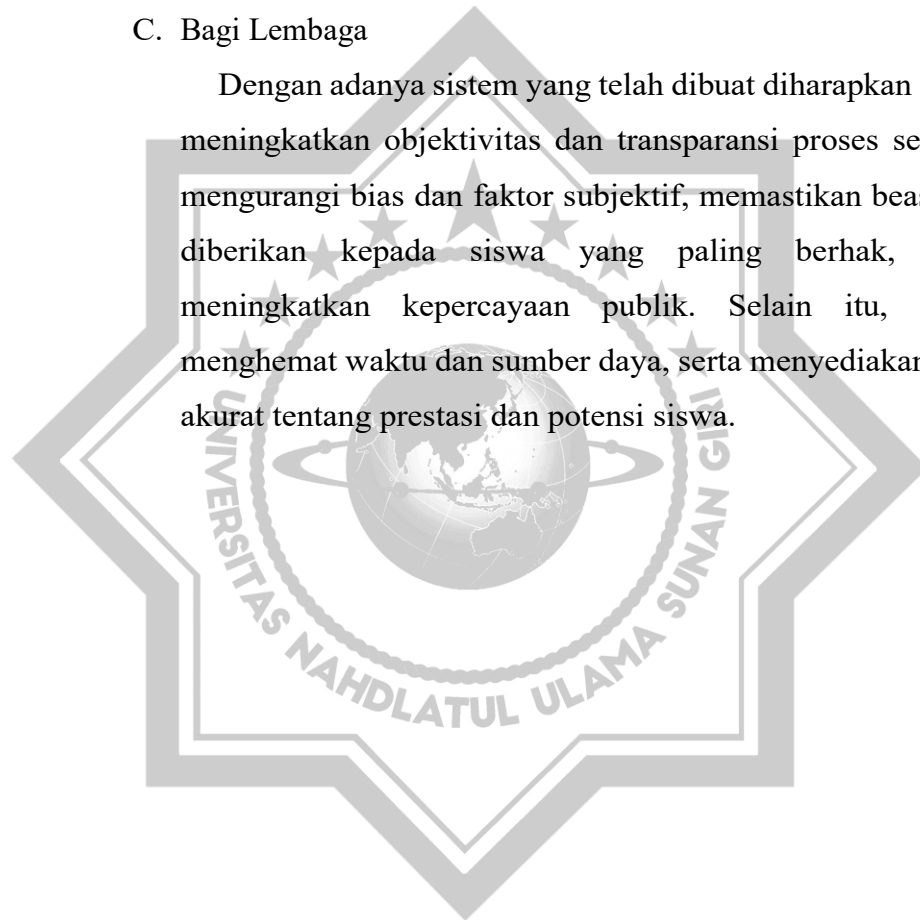 C. Bagi Lembaga
Dengan adanya sistem yang telah dibuat diharapkan
meningkatkan objektivitas dan transparansi proses se
mengurangi bias dan faktor subjektif, memastikan beas
diberikan kepada siswa yang paling berhak,
meningkatkan kepercayaan publik. Selain itu,
menghemat waktu dan sumber daya, serta menyediakan
akurat tentang prestasi dan potensi siswa.
UNIVERSITAS NAHDLATUL ULAMA SUNAN GIRI